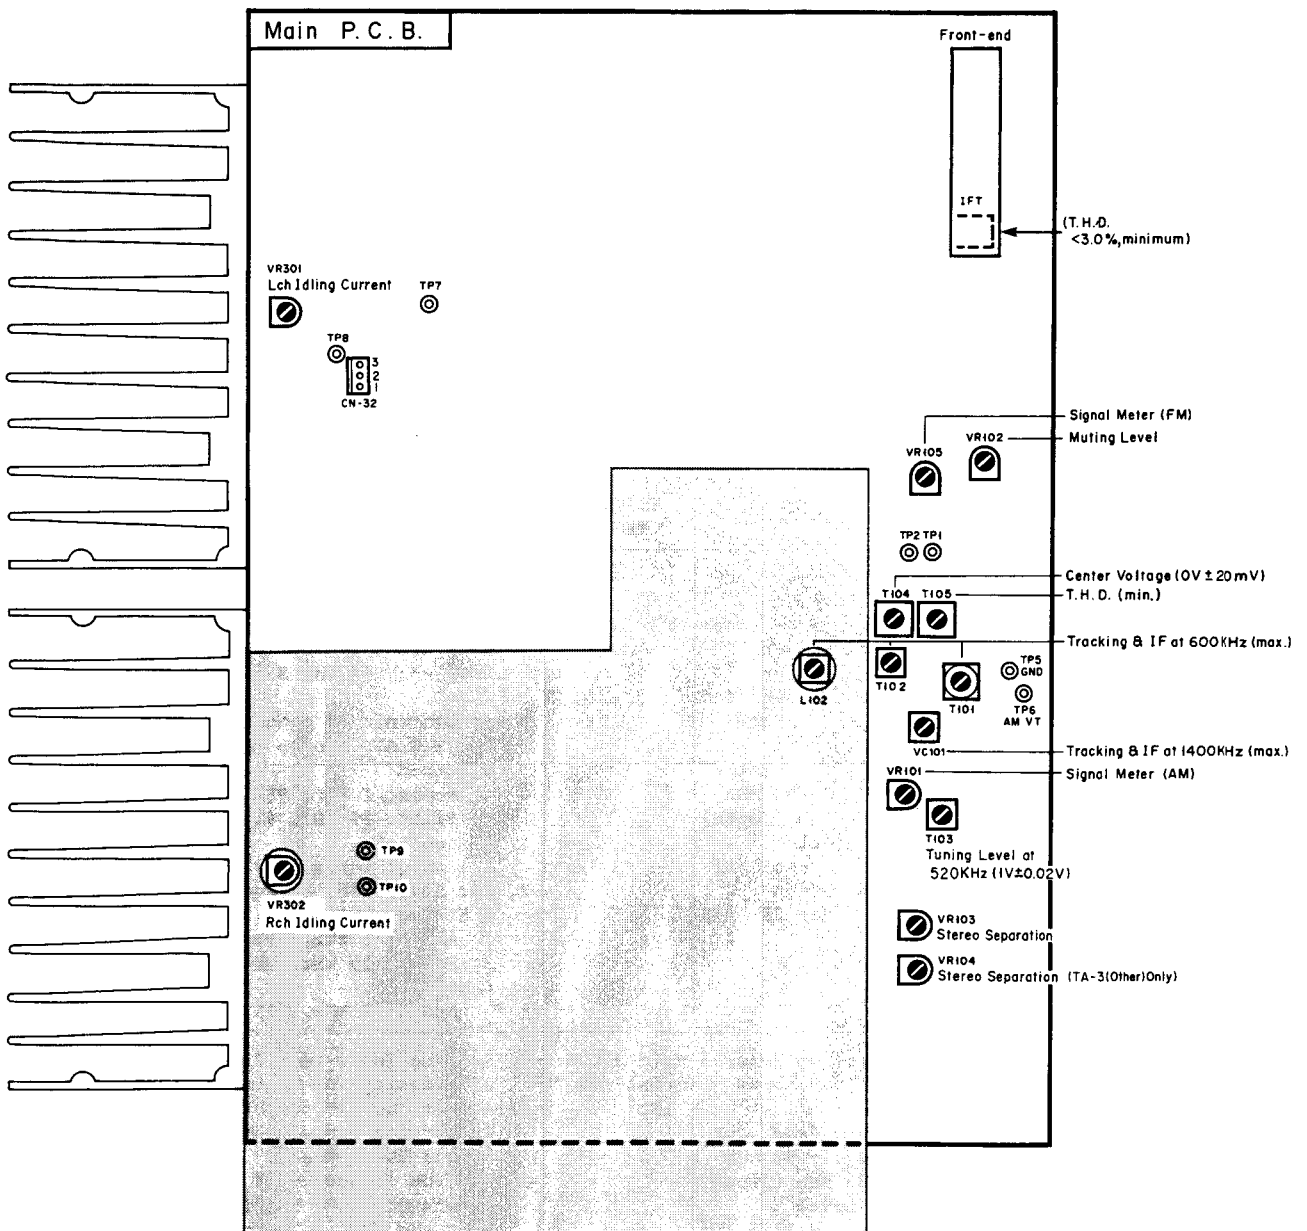 Main P.C.B.
Front-end
IFT
(T.H.D.
<3.0%,minimum)
VR301
Lch Idling Current
TP7
TP8
3
2
1
CN-32
Signal Meter (FM)
VR102
Muting Level
VR105
TP2 TP1
Center Voltage (0V ± 20mV)
T104 T105
T.H.D. (min.)
Tracking & IF at 600KHz (max.)
TP5
GND
T102
L102
T101
TP6
AM VT
VC101
Tracking & IF at 1400KHz (max.)
VR101
Signal Meter (AM)
T103
Tuning Level at
520KHz (1V±0.02V)
TP9
TP10
VR302
Rch Idling Current
VR103
Stereo Separation
VR104
Stereo Separation (TA-3(Other)Only)